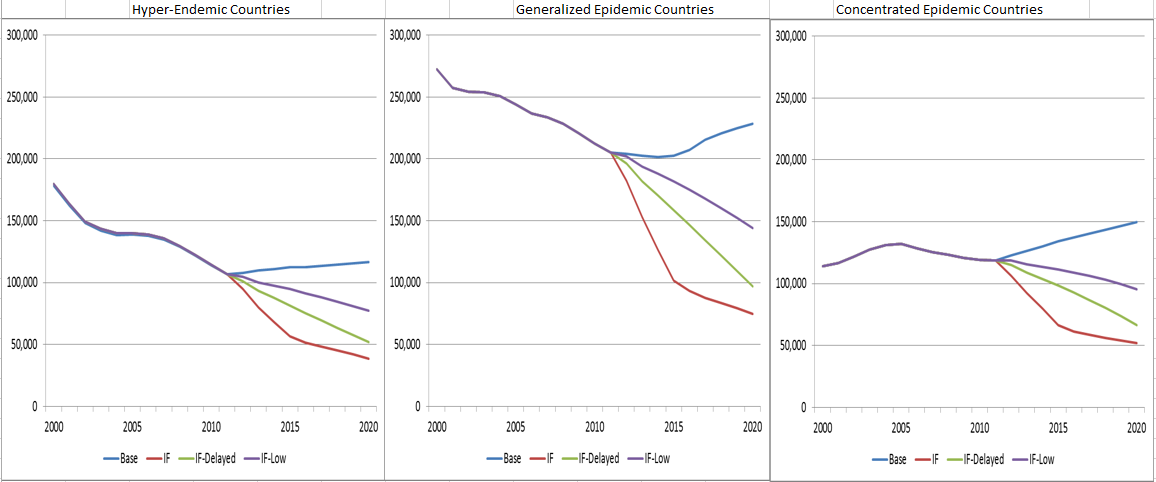 Hyper-Endemic Countries
300,000
250,000
200,000
150,000
100,000
50,000
0
2000 2005 2010 2015 2020
Base IF IF-Delayed IF-Low
Generalized Epidemic Countries
300,000
250,000
200,000
150,000
100,000
50,000
0
2000 2005 2010 2015 2020
Base IF IF-Delayed IF-Low
Concentrated Epidemic Countries
300,000
250,000
200,000
150,000
100,000
50,000
0
2000 2005 2010 2015 2020
Base IF IF-Delayed IF-Low